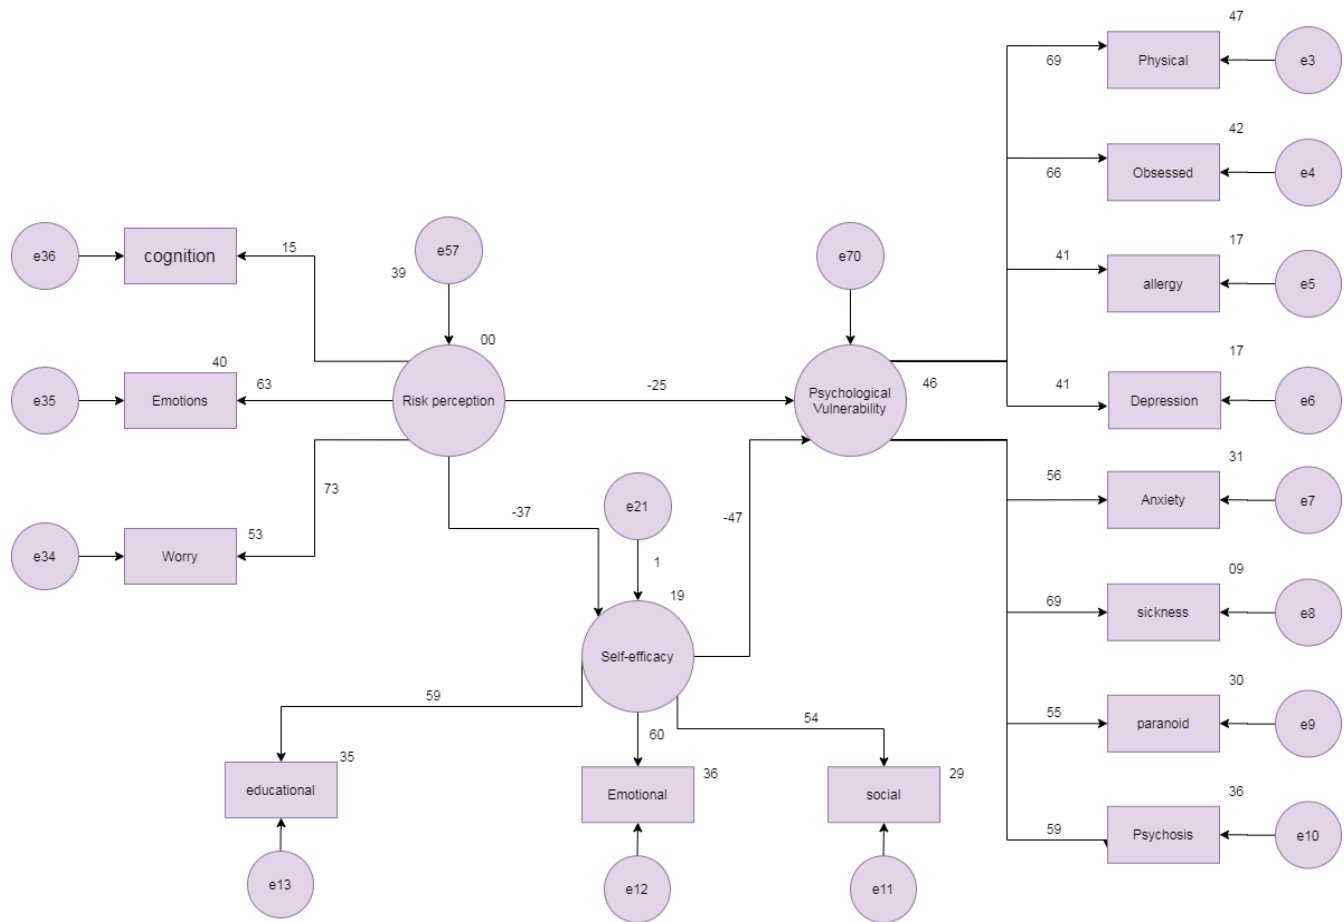 47
Physical
e3
69
42
Obsessed
e4
66
e36
cognition
15
e57
39
e70
17
41
allergy
e5
00
40
e35
Emotions
63
Risk perception
-25
Psychological
Vulnerability
46
17
41
Depression
e6
73
e34
Worry
53
-37
e21
-47
31
56
Anxiety
e7
1
19
Self-efficacy
09
69
sickness
e8
59
60
54
30
55
paranoid
e9
35
educational
36
Emotional
29
social
36
59
Psychosis
e10
e13
e12
e11